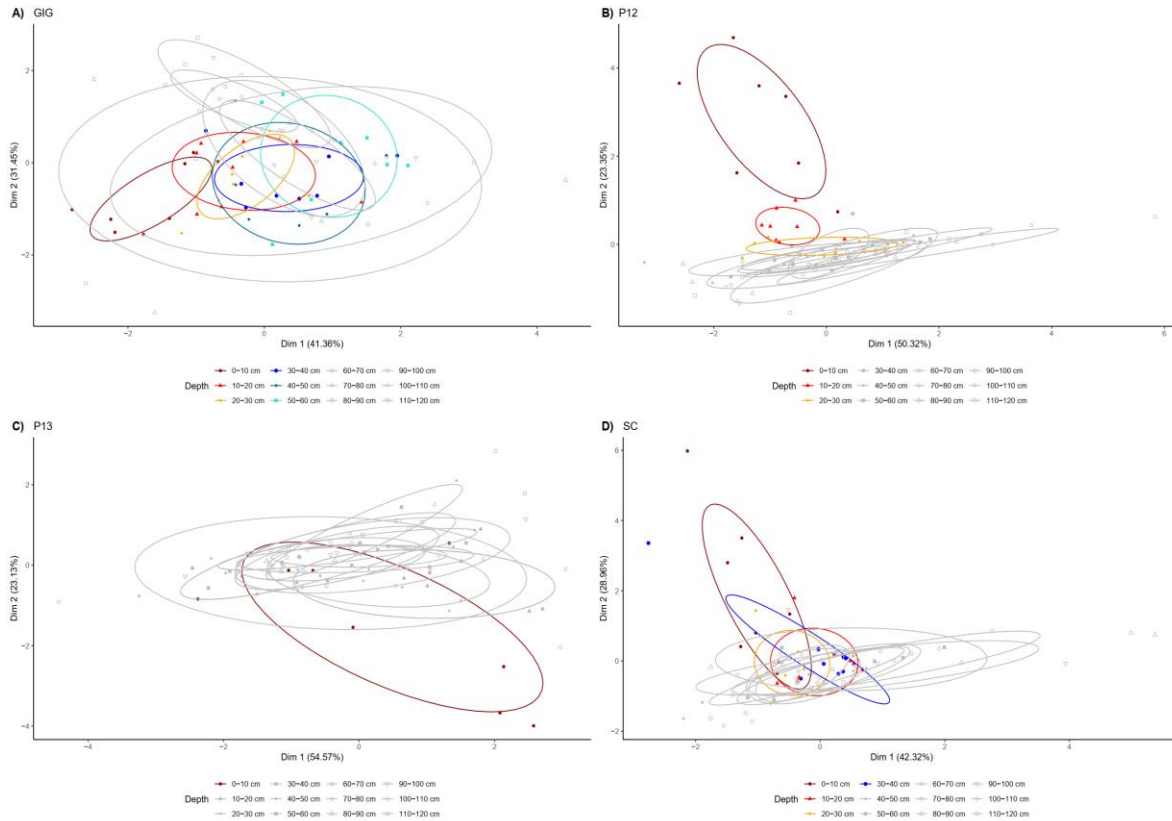 A) GIG
2
0
−2
Dim 2 (31.45%)
−2 0 2 4
Dim 1 (41.36%)
Depth
0−10 cm 30−40 cm 60−70 cm 90−100 cm
10−20 cm 40−50 cm 70−80 cm 100−110 cm
20−30 cm 50−60 cm 80−90 cm 110−120 cm
B) P12
4
2
0
Dim 2 (23.35%)
−2 0 2 4 6
Dim 1 (50.32%)
Depth
0−10 cm 30−40 cm 60−70 cm 90−100 cm
10−20 cm 40−50 cm 70−80 cm 100−110 cm
20−30 cm 50−60 cm 80−90 cm 110−120 cm
C) P13
2
0
−2
−4
Dim 2 (23.13%)
−4 −2 0 2
Dim 1 (54.57%)
Depth
0−10 cm 30−40 cm 60−70 cm 90−100 cm
10−20 cm 40−50 cm 70−80 cm 100−110 cm
20−30 cm 50−60 cm 80−90 cm 110−120 cm
D) SC
6
4
2
0
−2
Dim 2 (28.96%)
−2 0 2 4
Dim 1 (42.32%)
Depth
0−10 cm 30−40 cm 60−70 cm 90−100 cm
10−20 cm 40−50 cm 70−80 cm 100−110 cm
20−30 cm 50−60 cm 80−90 cm 110−120 cm